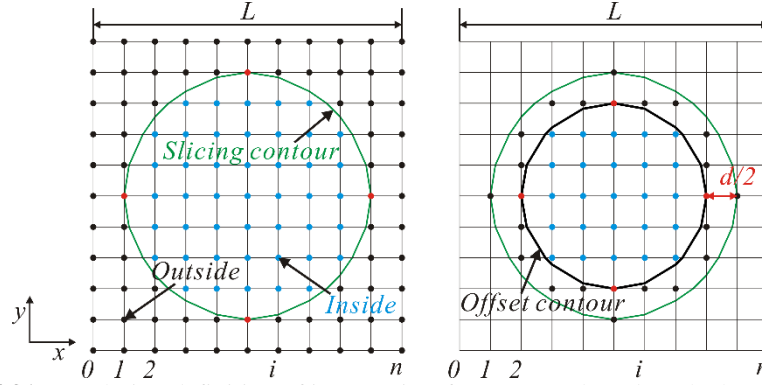 L
L
Slicing contour
d/2
Outside
Inside
Offset contour
y
x
0 1 2 i n
0 1 2 i n